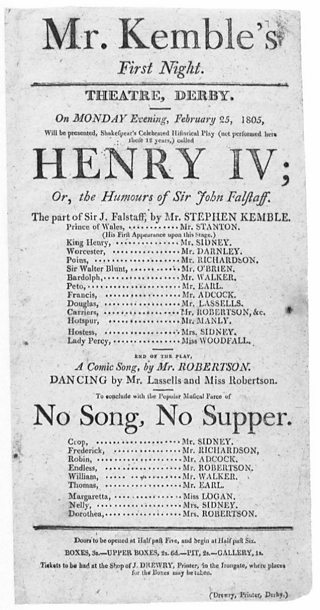 Mr. Kemble's
First Night.
THEATRE, DERBY.
On MONDAY Evening, February 25, 1805,
Will be presented, Shakespear's Celebrated Historical Play (not performed here
these 12 years,) called
HENRY IV;
Or, the Humours of Sir John Falstaff.
The part of Sir J. Falstaff, by Mr. STEPHEN KEMBLE.
Prince of Wales, Mr. STANTON.
(His First Appearance upon this Stage.)
King Henry, Mr. SIDNEY.
Worcester, Mr. DARNLEY.
Poins, Mr. RICHARDSON.
Sir Walter Blunt, Mr. O'BRIEN.
Bardolph, Mr. WALKER.
Peto, Mr. EARL.
Francis, Mr. ADCOCK.
Douglas, Mr. LASSELLS.
Carriers, Mr. ROBERTSON, &c.
Hotspur, Mr. MANLY.
Hostess, Mrs. SIDNEY.
Lady Percy, Miss WOODFALL.
END OF THE PLAY,
A Comic Song, by Mr. ROBERTSON.
DANCING by Mr. Lassells and Miss Robertson.
To conclude with the Popular Musical Farce of
No Song, No Supper.
Crop, Mr. SIDNEY.
Frederick, Mr. RICHARDSON,
Robin, Mr. ADCOCK.
Endless, Mr. ROBERTSON,
William, Mr. WALKER.
Thomas, Mr. EARL.
Margaretta, Miss LOGAN,
Nelly, Mrs. SIDNEY.
Dorothea, Mrs. ROBERTSON.
Doors to be opened at Half past Five, and begin at Half past Six.
BOXES, 3s.—UPPER BOXES, 2s. 6d.—PIT, 2s.—GALLERY, 1s.
Tickets to be had at the Shop of J. DREWRY, Printer, in the Irongate, where places
for the Boxes may be taken.
(Drewry, Printer, Derby.)